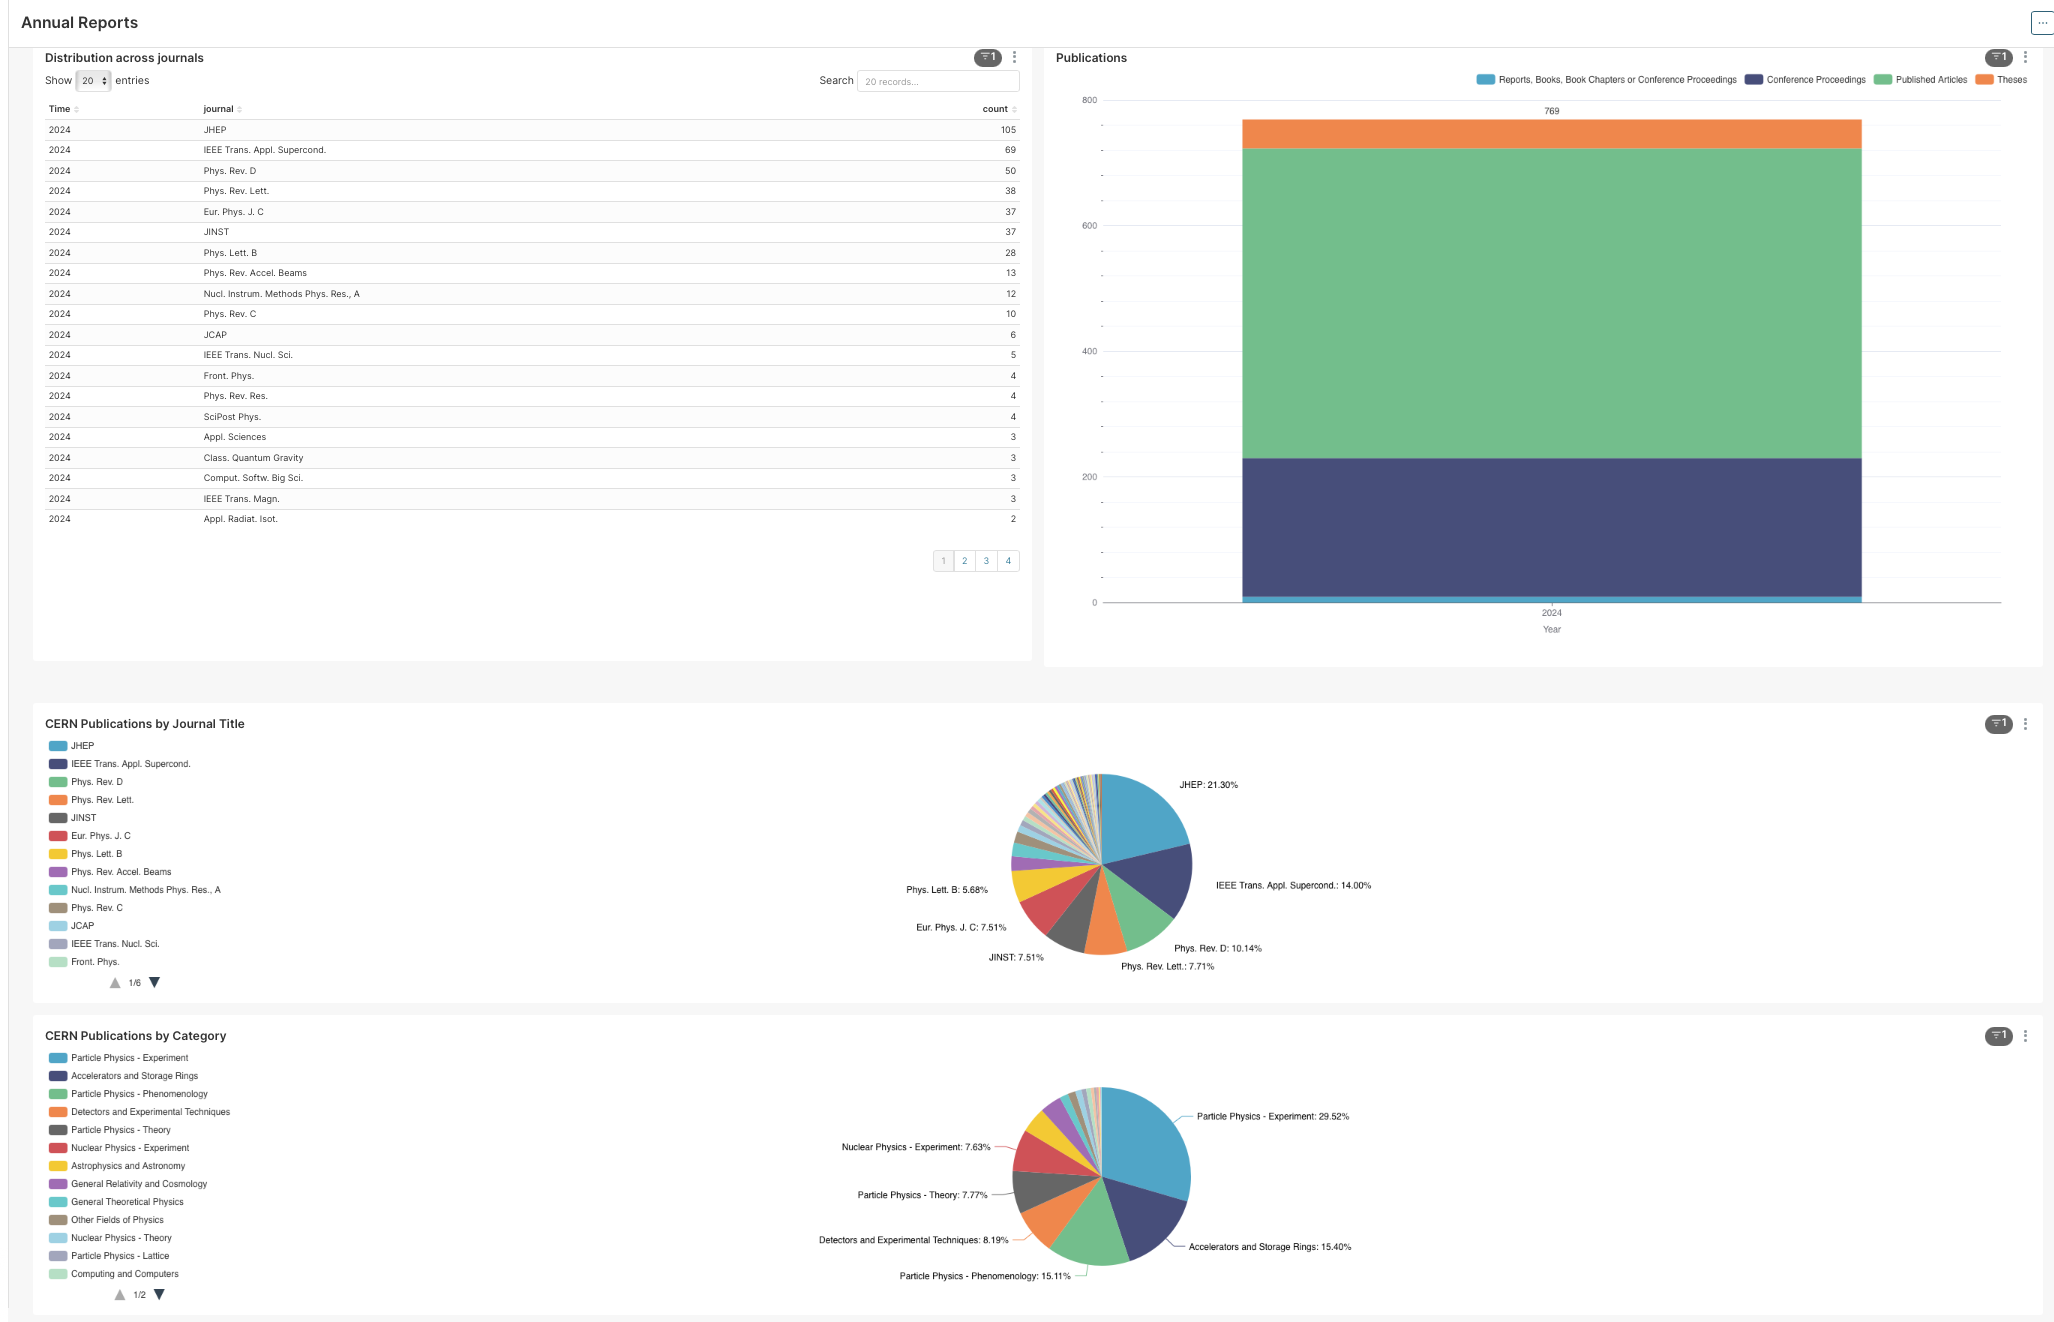 Annual Reports
...
Distribution across journals
1
Show 20 entries
Search 20 records...
Time journal count
2024 JHEP 105
2024 IEEE Trans. Appl. Supercond. 69
2024 Phys. Rev. D 50
2024 Phys. Rev. Lett. 38
2024 Eur. Phys. J. C 37
2024 JINST 37
2024 Phys. Lett. B 28
2024 Phys. Rev. Accel. Beams 13
2024 Nucl. Instrum. Methods Phys. Res., A 12
2024 Phys. Rev. C 10
2024 JCAP 6
2024 IEEE Trans. Nucl. Sci. 5
2024 Front. Phys. 4
2024 Phys. Rev. Res. 4
2024 SciPost Phys. 4
2024 Appl. Sciences 3
2024 Class. Quantum Gravity 3
2024 Comput. Softw. Big Sci. 3
2024 IEEE Trans. Magn. 3
2024 Appl. Radiat. Isot. 2
1 2 3 4
Publications
1
Reports, Books, Book Chapters or Conference Proceedings Conference Proceedings Published Articles Theses
800
769
600
400
200
0
2024
Year
CERN Publications by Journal Title
1
JHEP
IEEE Trans. Appl. Supercond.
Phys. Rev. D
Phys. Rev. Lett.
JINST
Eur. Phys. J. C
Phys. Lett. B
Phys. Rev. Accel. Beams
Nucl. Instrum. Methods Phys. Res., A
Phys. Rev. C
JCAP
IEEE Trans. Nucl. Sci.
Front. Phys.
1/6
JHEP: 21.30%
IEEE Trans. Appl. Supercond.: 14.00%
Phys. Rev. D: 10.14%
Phys. Rev. Lett.: 7.71%
JINST: 7.51%
Eur. Phys. J. C: 7.51%
Phys. Lett. B: 5.68%
CERN Publications by Category
1
Particle Physics - Experiment
Accelerators and Storage Rings
Particle Physics - Phenomenology
Detectors and Experimental Techniques
Particle Physics - Theory
Nuclear Physics - Experiment
Astrophysics and Astronomy
General Relativity and Cosmology
General Theoretical Physics
Other Fields of Physics
Nuclear Physics - Theory
Particle Physics - Lattice
Computing and Computers
1/2
Particle Physics - Experiment: 29.52%
Accelerators and Storage Rings: 15.40%
Particle Physics - Phenomenology: 15.11%
Detectors and Experimental Techniques: 8.19%
Particle Physics - Theory: 7.77%
Nuclear Physics - Experiment: 7.63%